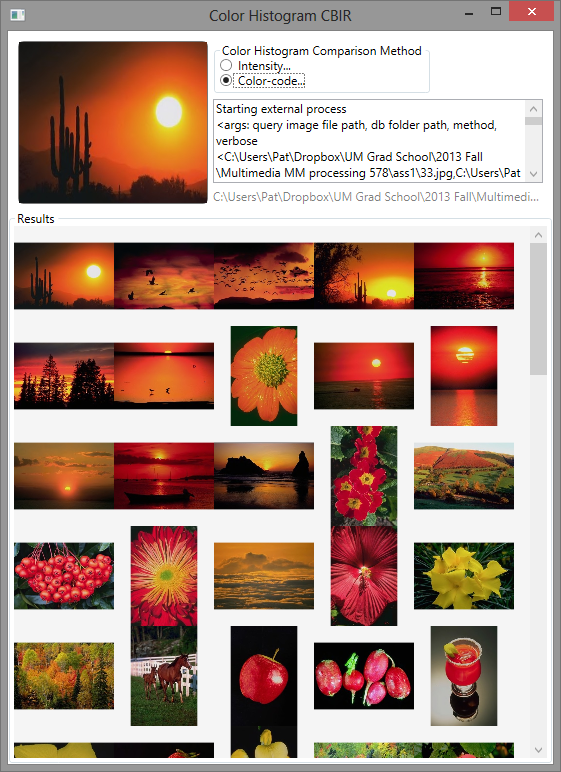 Color Histogram CBIR
Color Histogram Comparison Method
Intensity...
Color-code...
Starting external process
<args: query image file path, db folder path, method,
verbose
<C:\Users\Pat\Dropbox\UM Grad School\2013 Fall
\Multimedia MM processing 578\ass1\33.jpg,C:\Users\Pat
C:\Users\Pat\Dropbox\UM Grad School\2013 Fall\Multimedi...
Results